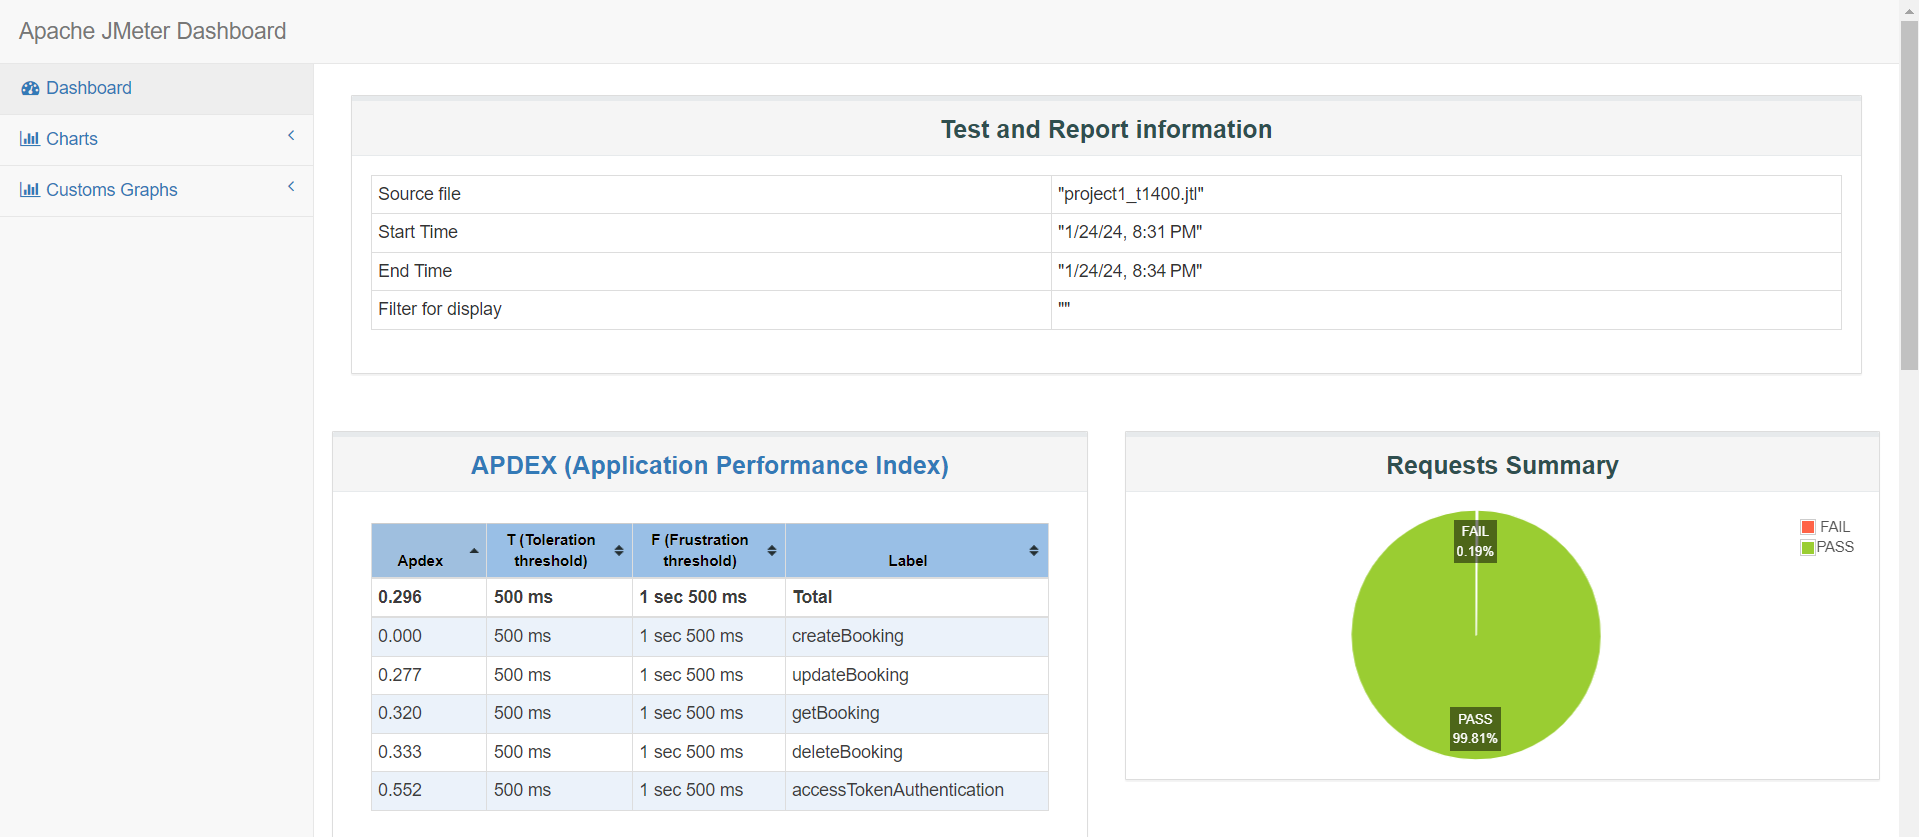 Apache JMeter Dashboard
Dashboard
Charts
Customs Graphs
Test and Report information
Source file "project1_t1400.jtl"
Start Time "1/24/24, 8:31 PM"
End Time "1/24/24, 8:34 PM"
Filter for display ""
APDEX (Application Performance Index)
Apdex T (Toleration threshold) F (Frustration threshold) Label
0.296 500 ms 1 sec 500 ms Total
0.000 500 ms 1 sec 500 ms createBooking
0.277 500 ms 1 sec 500 ms updateBooking
0.320 500 ms 1 sec 500 ms getBooking
0.333 500 ms 1 sec 500 ms deleteBooking
0.552 500 ms 1 sec 500 ms accessTokenAuthentication
Requests Summary
FAIL
0.19%
PASS
99.81%
FAIL
PASS